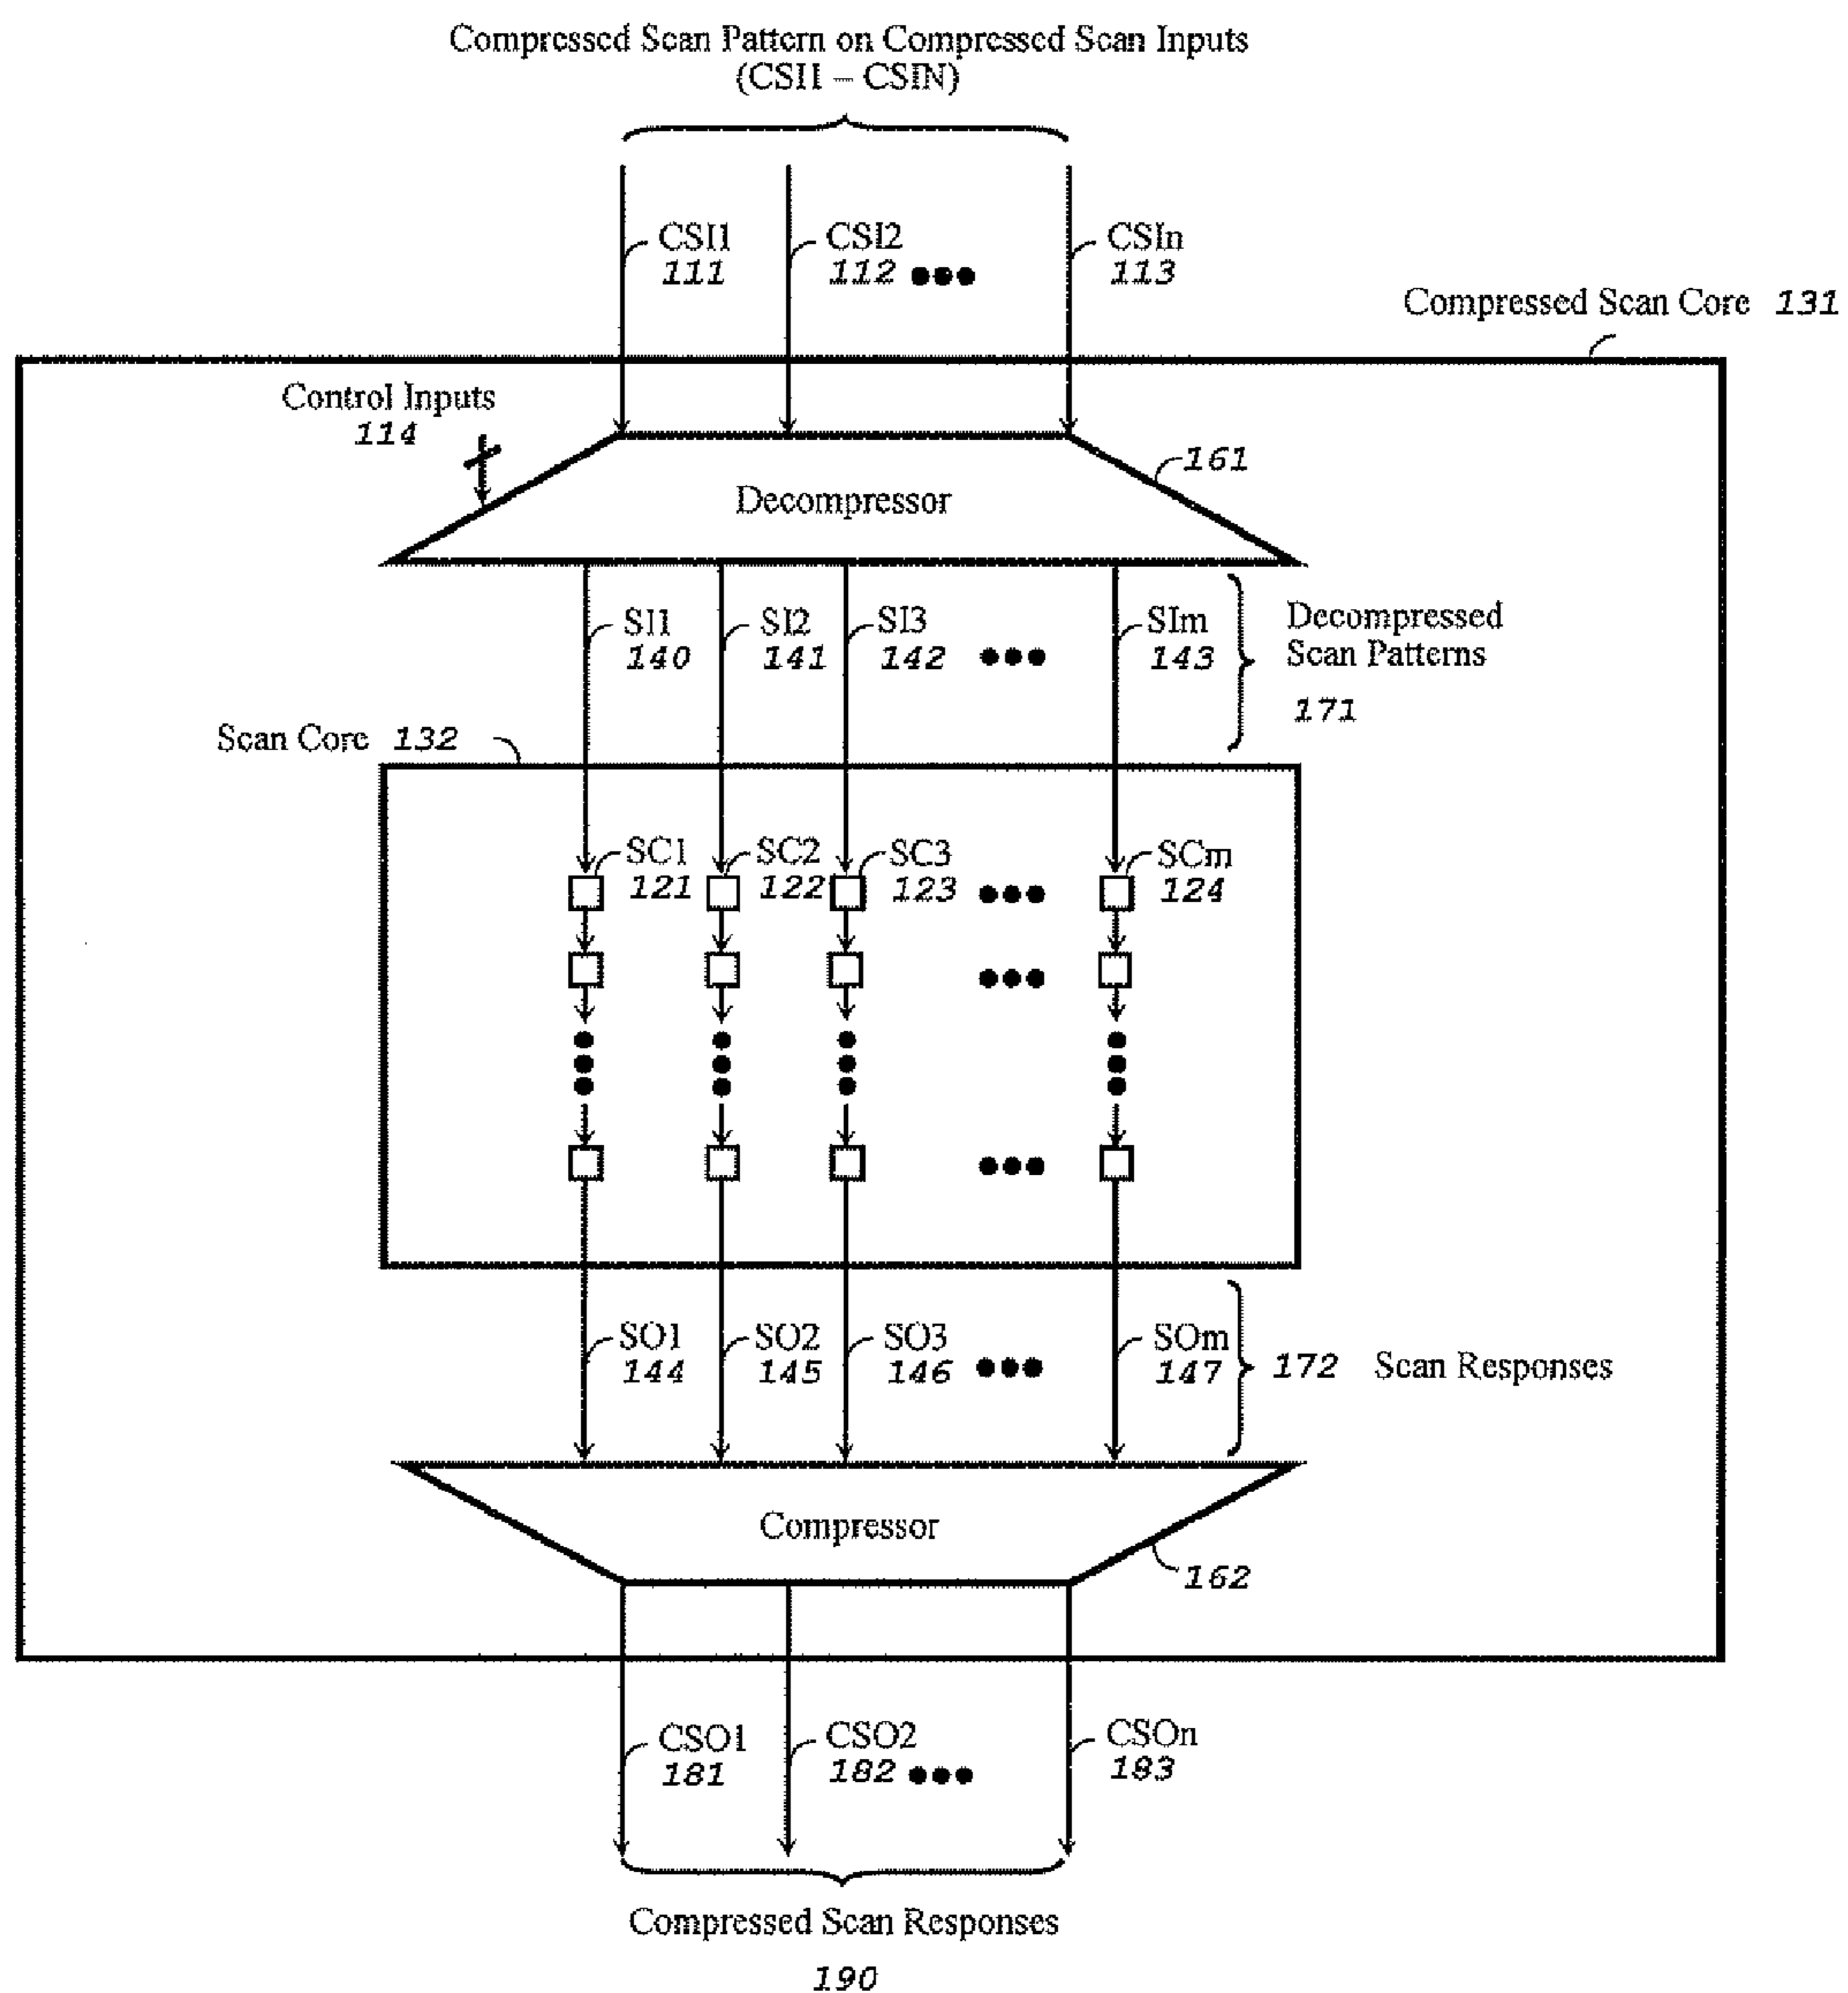 Compressed Scan Pattern on Compressed Scan Inputs
(CSI1 – CSIN)
CSI1
111
CSI2
112
CSIn
113
Compressed Scan Core 131
Control Inputs
114
161
Decompressor
SI1
140
SI2
141
SI3
142
SIm
143
Decompressed
Scan Patterns
171
Scan Core 132
SC1
121
SC2
122
SC3
123
SCm
124
SO1
144
SO2
145
SO3
146
SOm
147
172 Scan Responses
Compressor
162
CSO1
181
CSO2
182
CSOn
183
Compressed Scan Responses
190